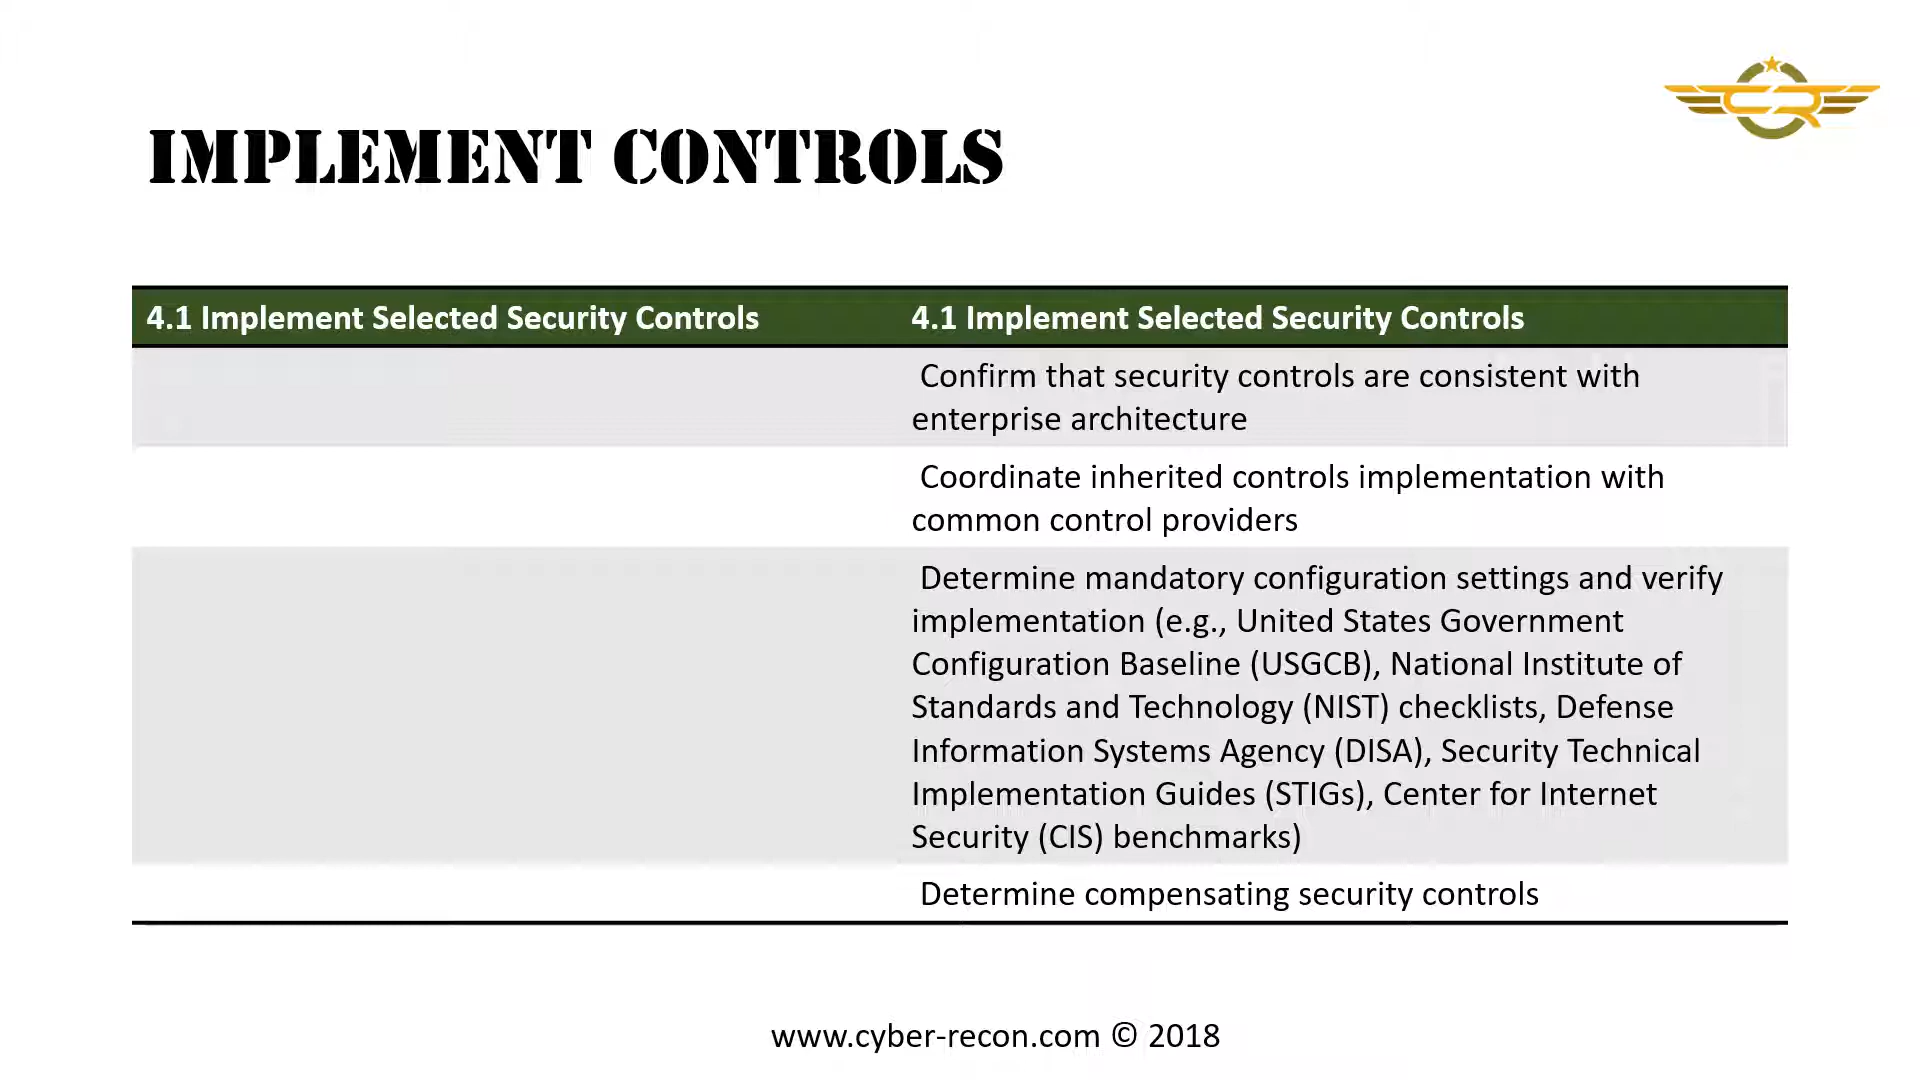 IMPLEMENT CONTROLS
4.1 Implement Selected Security Controls
4.1 Implement Selected Security Controls
Confirm that security controls are consistent with
enterprise architecture
Coordinate inherited controls implementation with
common control providers
Determine mandatory configuration settings and verify
implementation (e.g., United States Government
Configuration Baseline (USGCB), National Institute of
Standards and Technology (NIST) checklists, Defense
Information Systems Agency (DISA), Security Technical
Implementation Guides (STIGs), Center for Internet
Security (CIS) benchmarks)
Determine compensating security controls
www.cyber-recon.com © 2018
CR